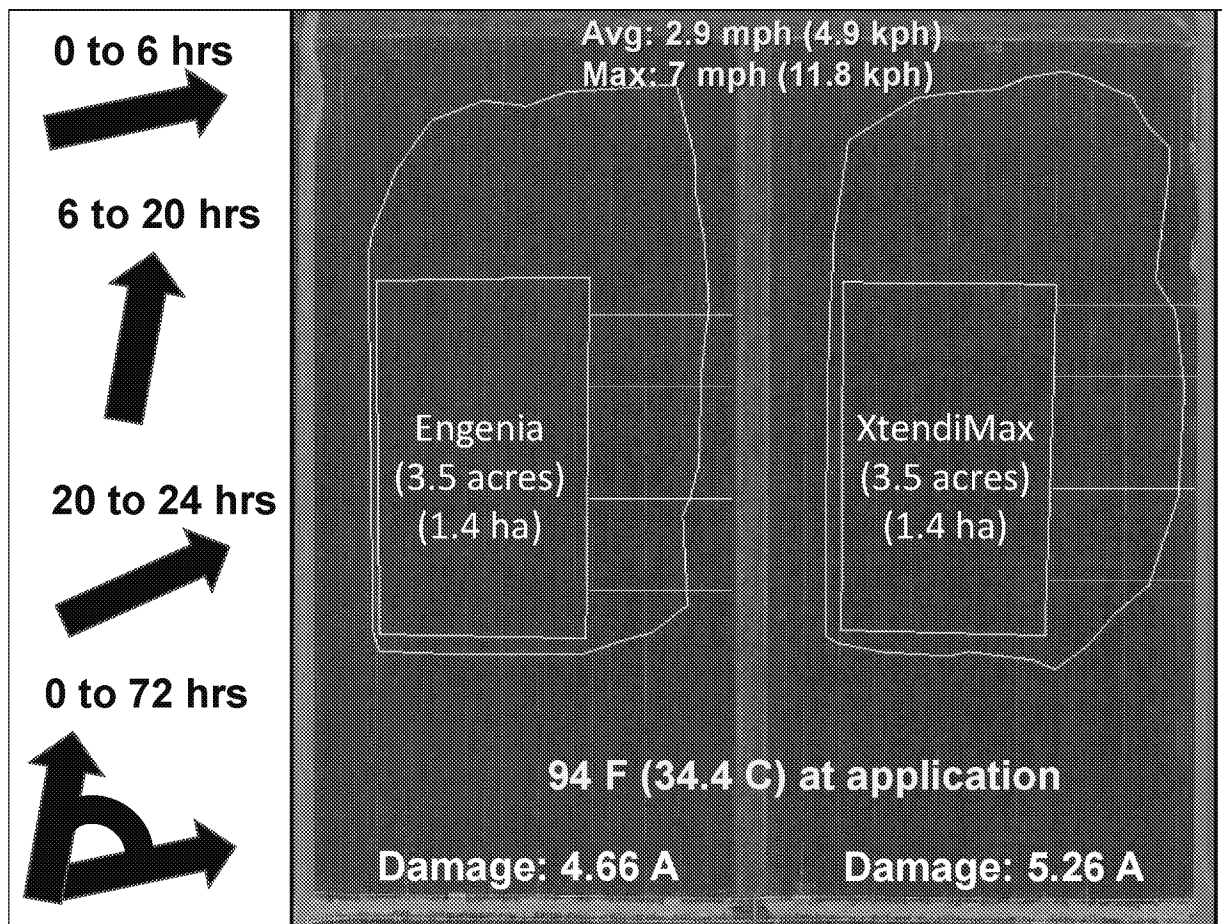 0 to 6 hrs
6 to 20 hrs
20 to 24 hrs
0 to 72 hrs
Avg: 2.9 mph (4.9 kph)
Max: 7 mph (11.8 kph)
Engenia
(3.5 acres)
(1.4 ha)
XtendiMax
(3.5 acres)
(1.4 ha)
94 F (34.4 C) at application
Damage: 4.66 A
Damage: 5.26 A